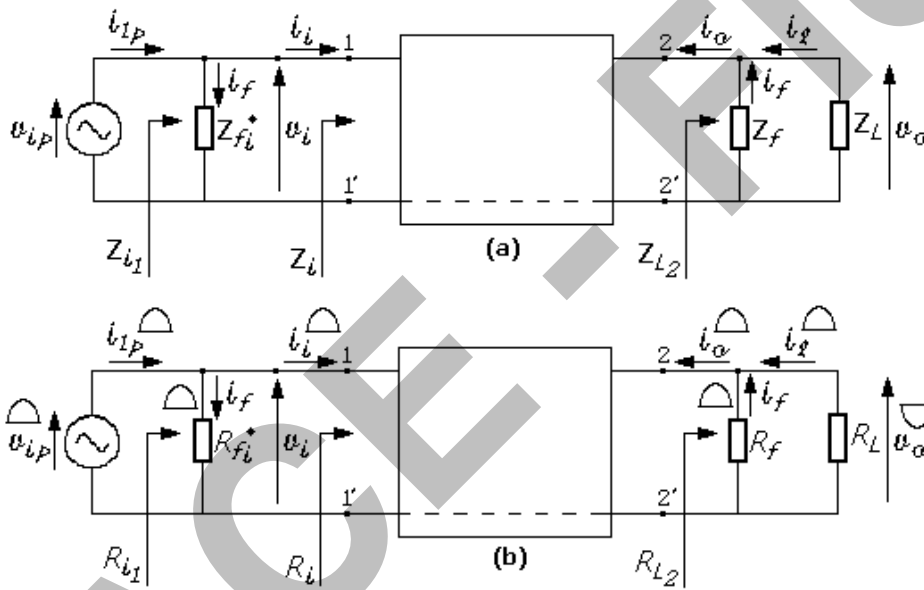 i1p ii 1 2 io iℓ
if if
vip Zfi* vi Zf ZL vo
1' 2'
(a)
Zi1 Zi ZL2
i1p ii 1 2 io iℓ
if if
vip Rfi* vi Rf RL vo
1' 2'
(b)
Ri1 Ri RL2